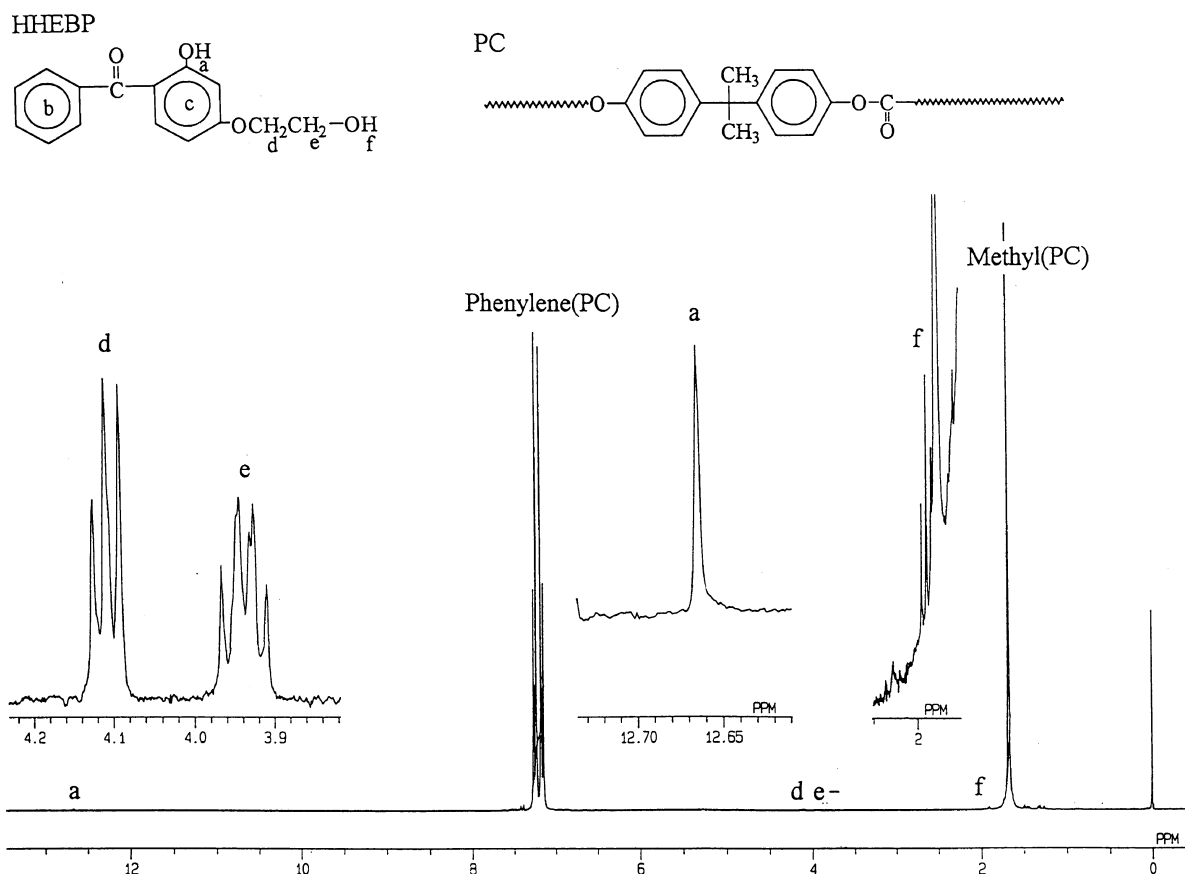 HHEBP
PC
O
OH
a
C
b
c
OCH2CH2-OH
d
e
f
CH3
O
O-C
CH3
O
Methyl(PC)
Phenylene(PC)
a
d
f
e
PPM
PPM
4.2
4.1
4.0
3.9
12.70
12.65
2
a
d e-
f
PPM
12
10
8
6
4
2
0